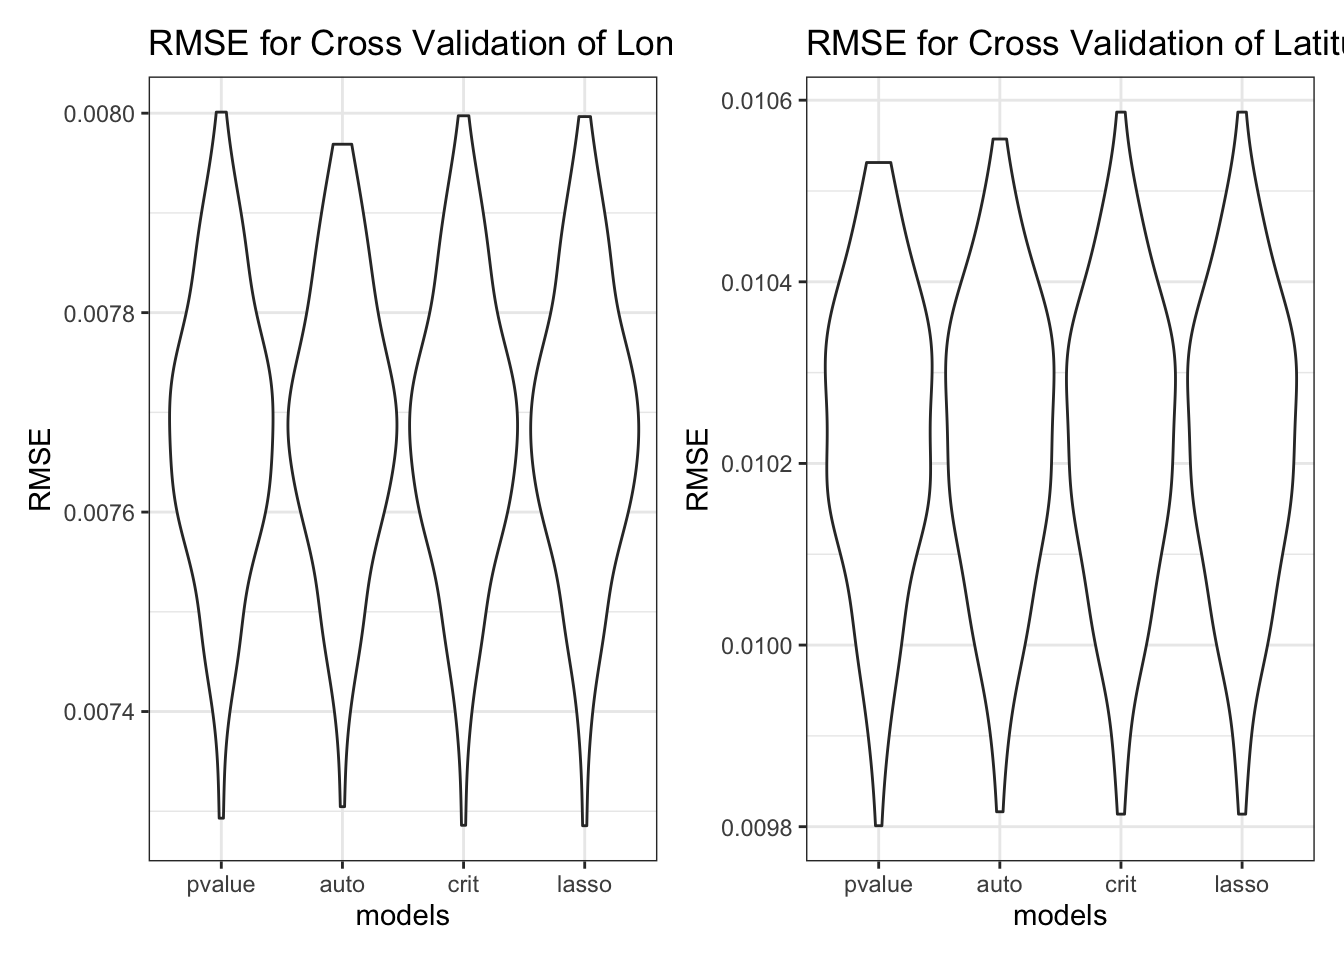 RMSE for Cross Validation of Lon
0.0080
0.0078
0.0076
0.0074
RMSE
pvalue auto crit lasso
models
RMSE for Cross Validation of Latitu
0.0106
0.0104
0.0102
0.0100
0.0098
RMSE
pvalue auto crit lasso
models